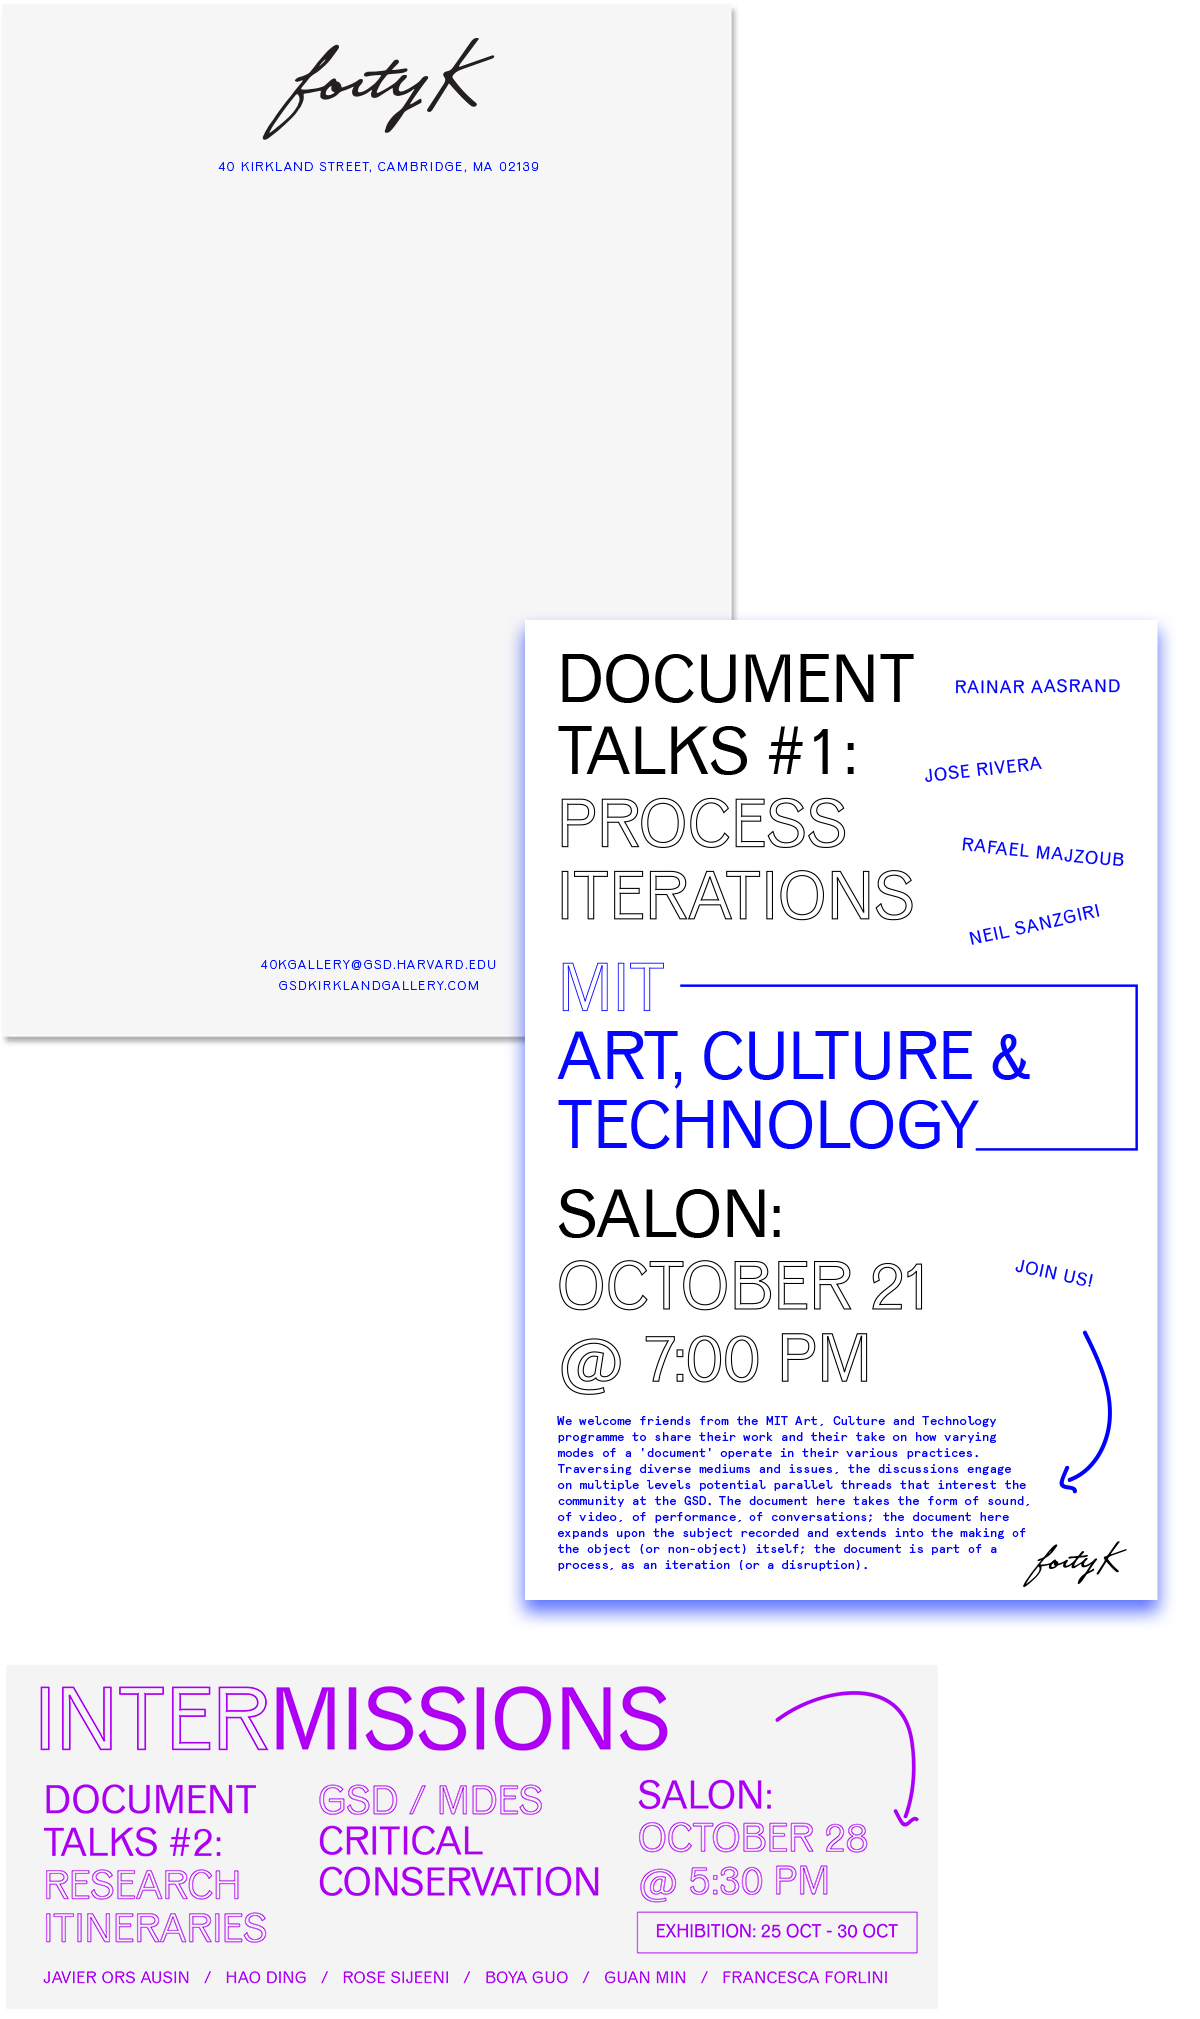 forty K
40 KIRKLAND STREET, CAMBRIDGE, MA 02139
40KGALLERY@GSD.HARVARD.EDU
GSDKIRKLANDGALLERY.COM
DOCUMENT
TALKS #1:
PROCESS
ITERATIONS
RAINAR AASRAND
JOSE RIVERA
RAFAEL MAJZOUB
NEIL SANZGIRI
MIT
ART, CULTURE &
TECHNOLOGY
SALON:
OCTOBER 21
@ 7:00 PM
JOIN US!
We welcome friends from the MIT Art, Culture and Technology
programme to share their work and their take on how varying
modes of a 'document' operate in their various practices.
Traversing diverse mediums and issues, the discussions engage
on multiple levels potential parallel threads that interest the
community at the GSD. The document here takes the form of sound,
of video, of performance, of conversations; the document here
expands upon the subject recorded and extends into the making of
the object (or non-object) itself; the document is part of a
process, as an iteration (or a disruption).
forty K
INTERMISSIONS
DOCUMENT
TALKS #2:
RESEARCH
ITINERARIES
GSD / MDES
CRITICAL
CONSERVATION
SALON:
OCTOBER 28
@ 5:30 PM
EXHIBITION: 25 OCT - 30 OCT
JAVIER ORS AUSIN / HAO DING / ROSE SIJEENI / BOYA GUO / GUAN MIN / FRANCESCA FORLINI